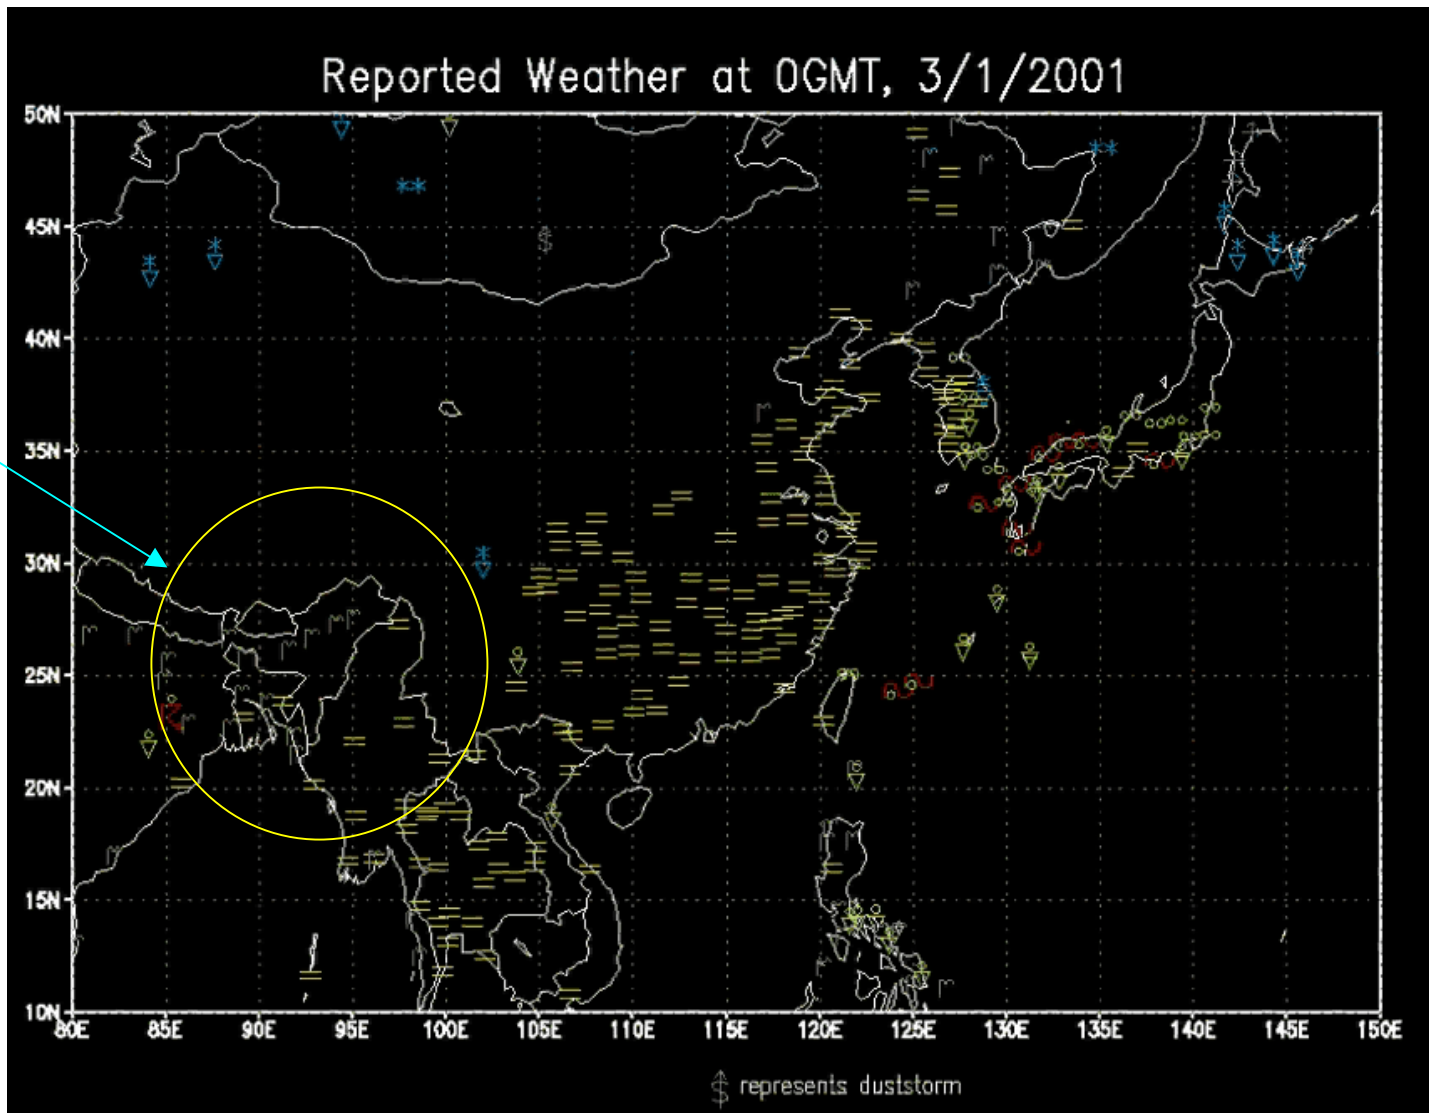 Reported Weather at 0GMT, 3/1/2001
50N
45N
40N
35N
30N
25N
20N
15N
10N
80E 85E 90E 95E 100E 105E 110E 115E 120E 125E 130E 135E 140E 145E 150E
$ represents duststorm